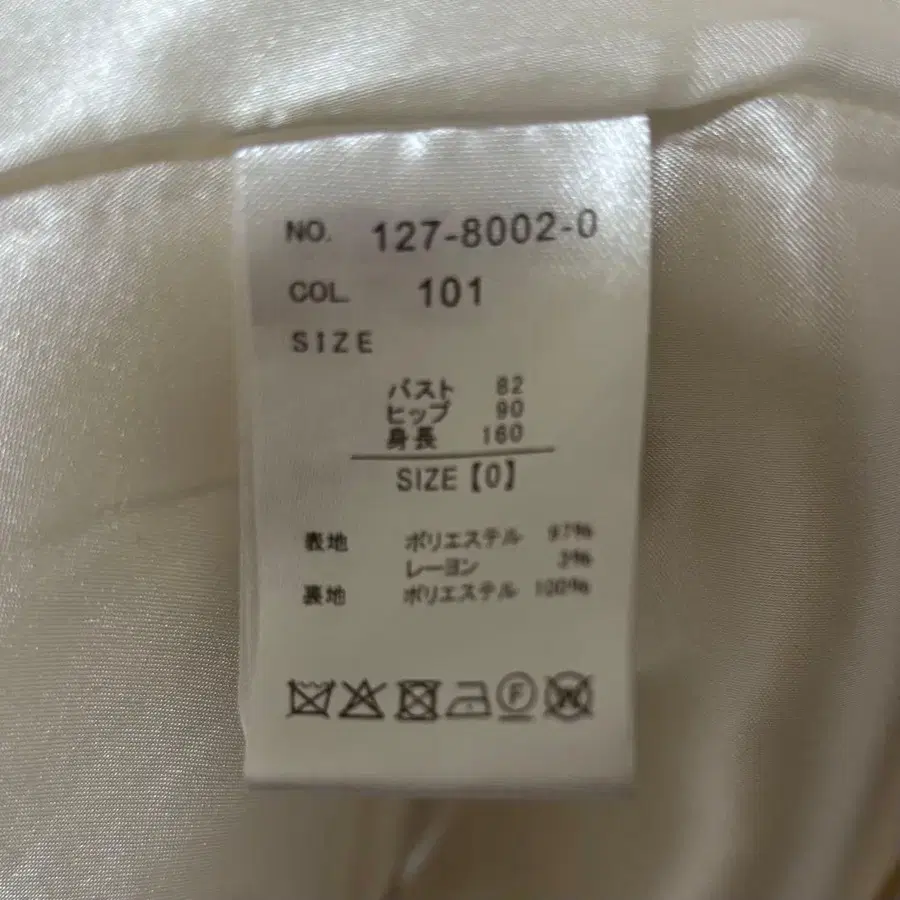 NO. 127-8002-0
COL. 101
SIZE
バスト 82
ヒップ 90
身長 160
SIZE【0】
表地 ポリエステル 97%
レーヨン 3%
裏地 ポリエステル 100%
F
W